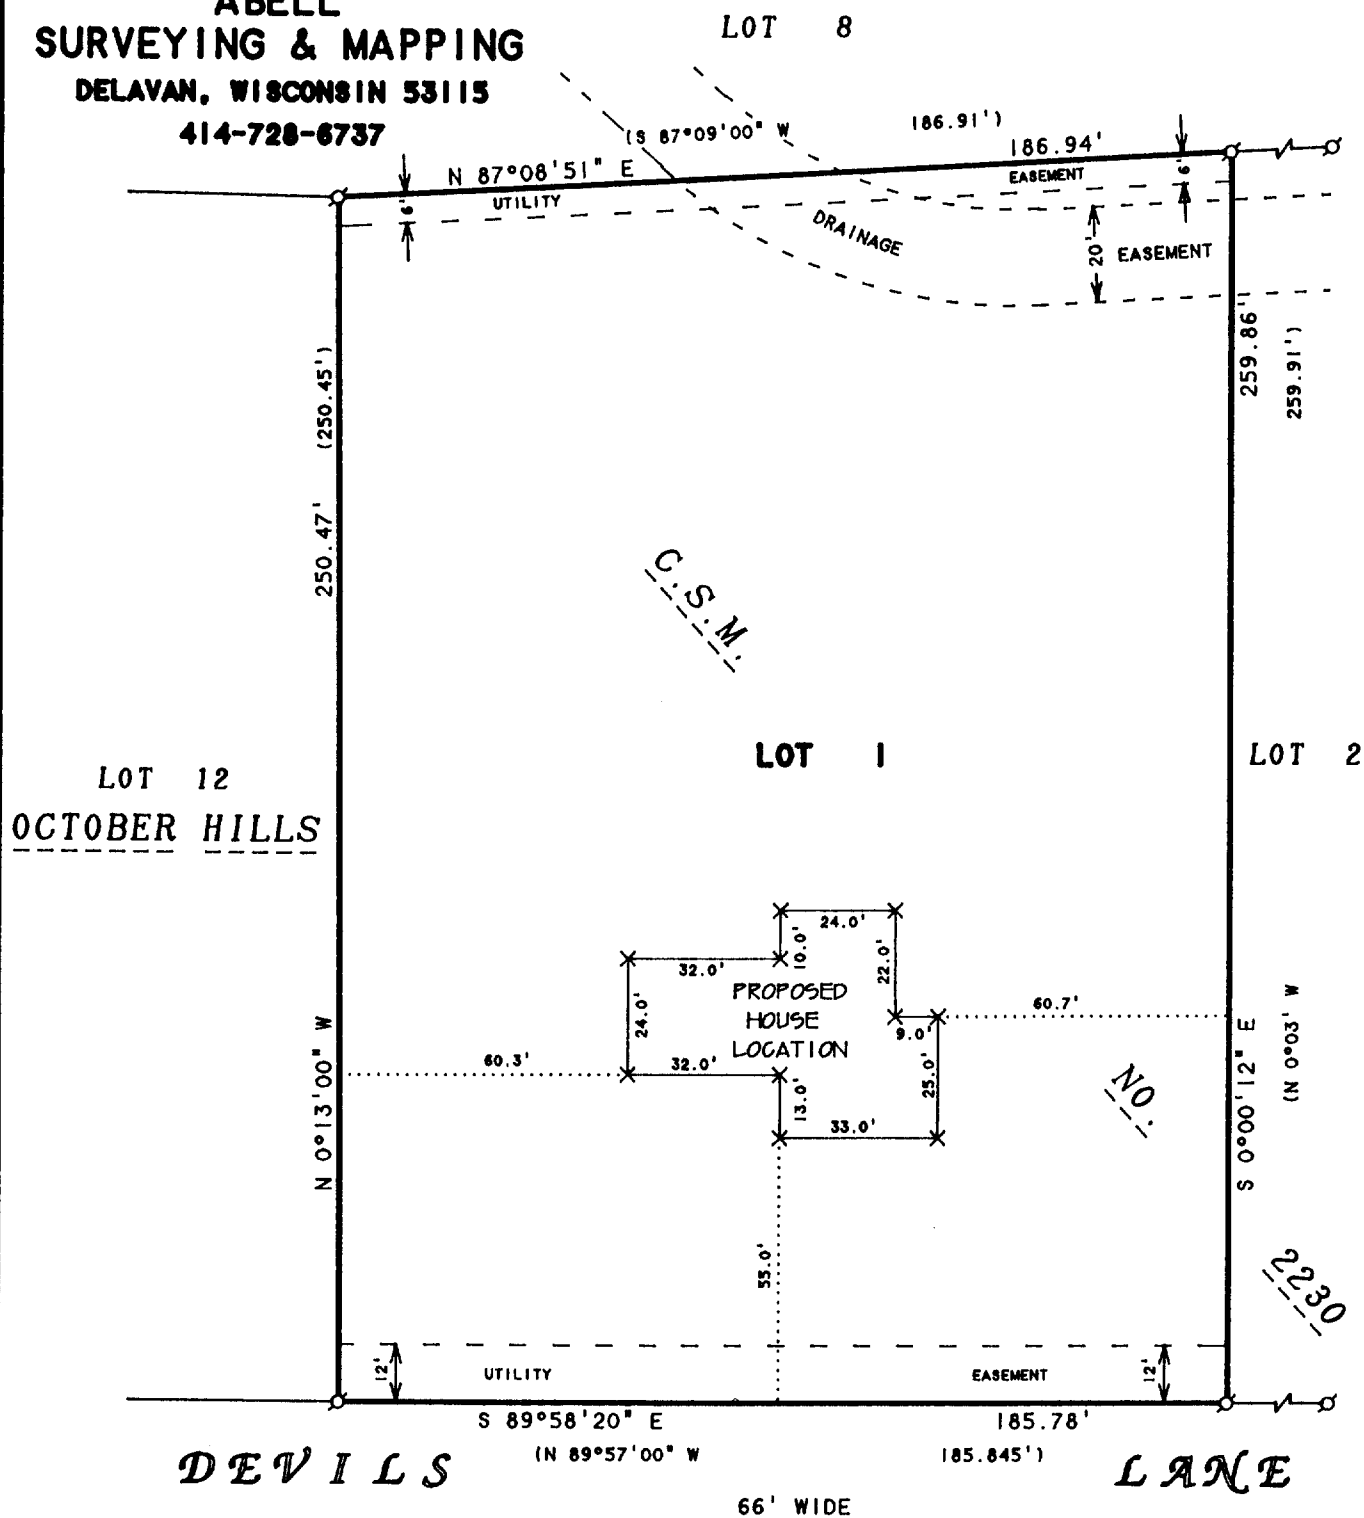 ABELL
SURVEYING & MAPPING
DELAVAN, WISCONSIN 53115
414-728-6737
LOT 8
(S 87°09'00" W 186.91')
N 87°08'51" E 186.94'
UTILITY EASEMENT
6'
6'
DRAINAGE EASEMENT
20'
(250.45')
250.47'
N 0°13'00" W
259.86'
259.91')
S 0°00'12" E
(N 0°03' W
C.S.M.
LOT 1
LOT 2
LOT 12
OCTOBER HILLS
24.0'
10.0'
22.0'
32.0'
24.0'
PROPOSED
HOUSE
LOCATION
9.0'
60.7'
60.3'
32.0'
25.0'
13.0'
33.0'
NO.
2230
55.0'
12'
UTILITY EASEMENT
12'
S 89°58'20" E 185.78'
(N 89°57'00" W 185.845')
DEVILS LANE
66' WIDE